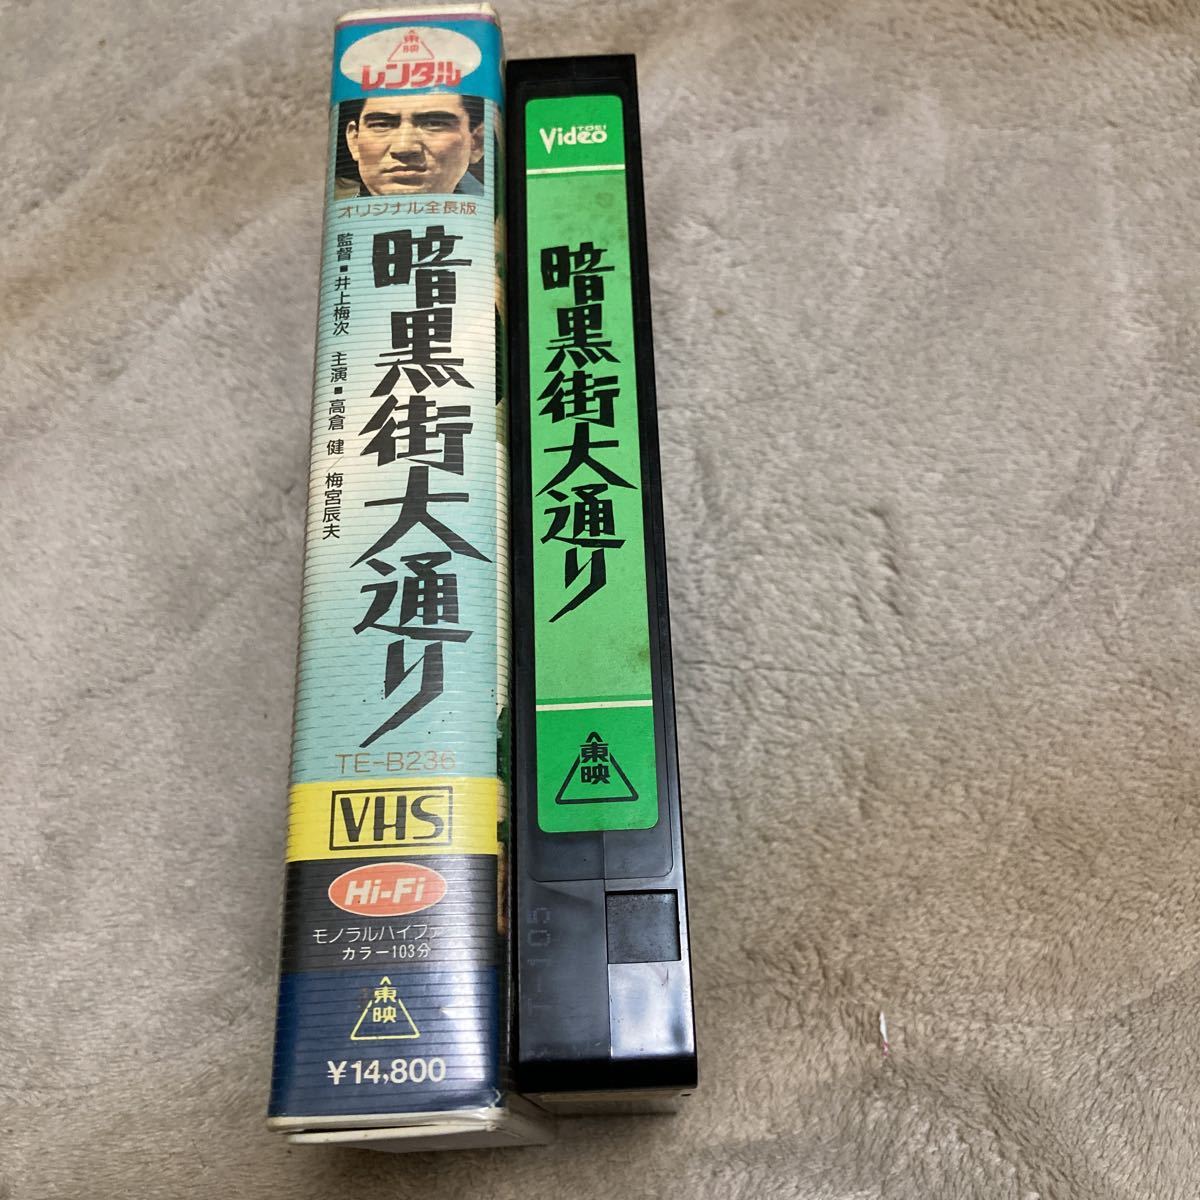 東映
レンタル
オリジナル全長版
暗黒街大通り
監督■井上梅次 主演■高倉 健／梅宮辰夫
TE-B236
VHS
Hi-Fi
モノラルハイファ
カラー103分
東映
¥14,800
TOEI
Video
暗黒街大通り
東映
T-105